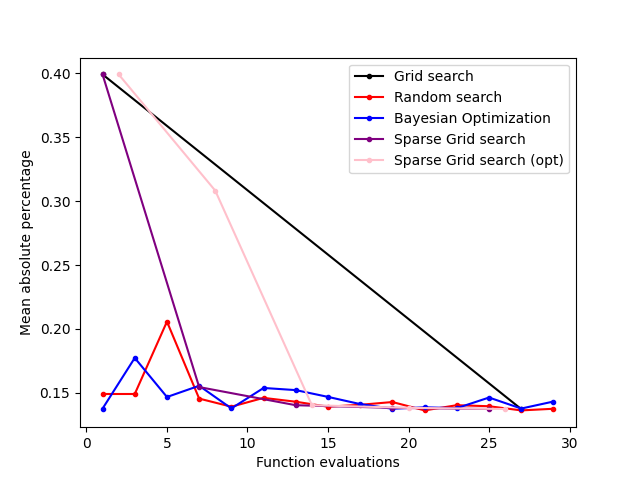 Grid search
Random search
Bayesian Optimization
Sparse Grid search
Sparse Grid search (opt)
Mean absolute percentage
0.40
0.35
0.30
0.25
0.20
0.15
0 5 10 15 20 25 30
Function evaluations